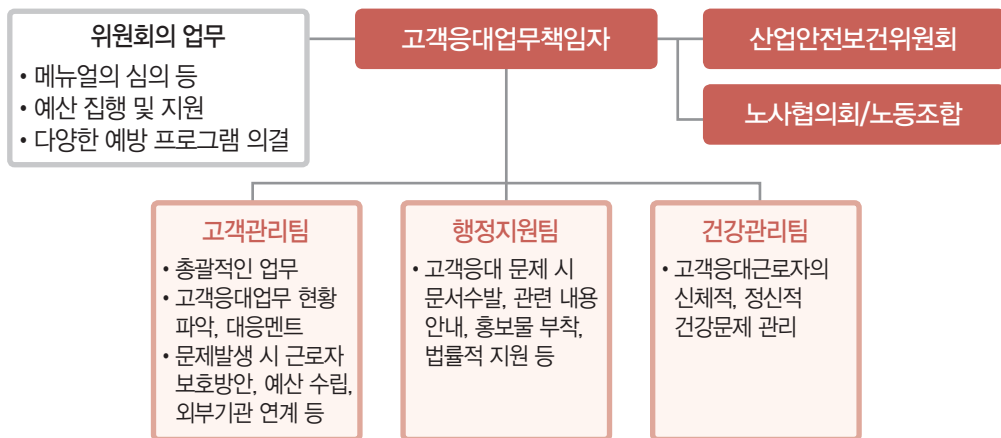 위원회의 업무
• 메뉴얼의 심의 등
• 예산 집행 및 지원
• 다양한 예방 프로그램 의결
고객응대업무책임자
산업안전보건위원회
노사협의회/노동조합
고객관리팀
• 총괄적인 업무
• 고객응대업무 현황
파악, 대응멘트
• 문제발생 시 근로자
보호방안, 예산 수립,
외부기관 연계 등
행정지원팀
• 고객응대 문제 시
문서수발, 관련 내용
안내, 홍보물 부착,
법률적 지원 등
건강관리팀
• 고객응대근로자의
신체적, 정신적
건강문제 관리